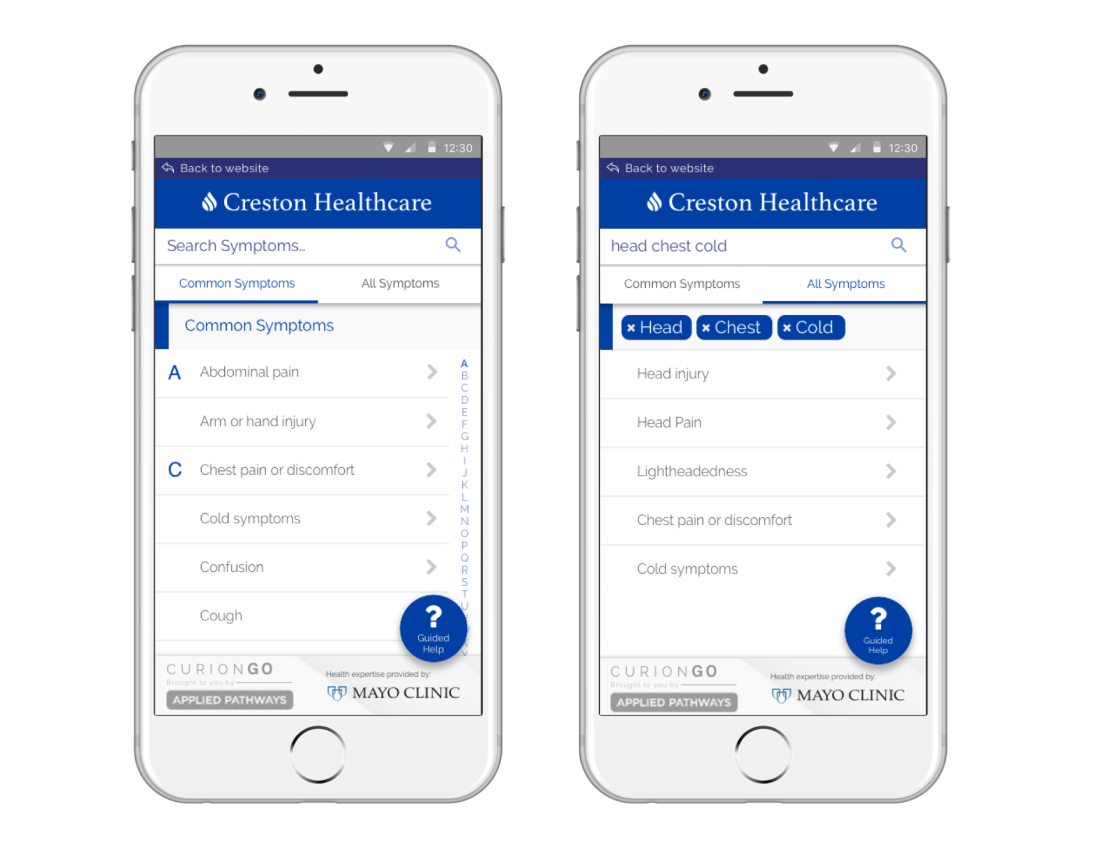 12:30
Back to website
Creston Healthcare
Search Symptoms...
Common Symptoms All Symptoms
Common Symptoms
A Abdominal pain
Arm or hand injury
C Chest pain or discomfort
Cold symptoms
Confusion
Cough
A
B
C
D
E
F
G
H
I
J
K
L
M
N
O
P
Q
R
S
T
U
?
Guided
Help
CURIONGO
Brought to you by
APPLIED PATHWAYS
Health expertise provided by:
MAYO CLINIC
12:30
Back to website
Creston Healthcare
head chest cold
Common Symptoms All Symptoms
× Head × Chest × Cold
Head injury
Head Pain
Lightheadedness
Chest pain or discomfort
Cold symptoms
?
Guided
Help
CURIONGO
Brought to you by
APPLIED PATHWAYS
Health expertise provided by:
MAYO CLINIC